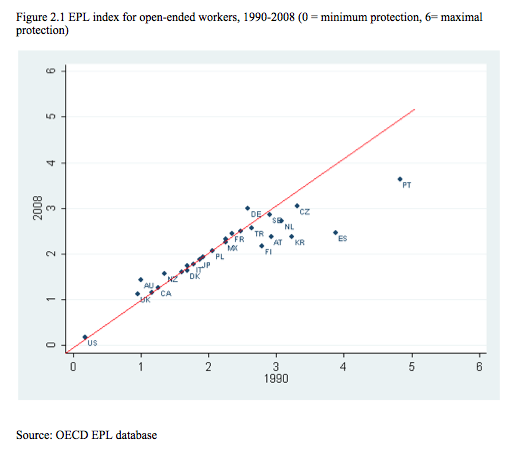 Figure 2.1 EPL index for open-ended workers, 1990-2008 (0 = minimum protection, 6= maximal
protection)
6
5
4
3
2
1
0
2008
PT
CZ
DE
SE
NL
TR
FR
AT
KR
ES
MX
FI
PL
JP
IT
DK
NZ
AU
CA
UK
US
0 1 2 3 4 5 6
1990
Source: OECD EPL database